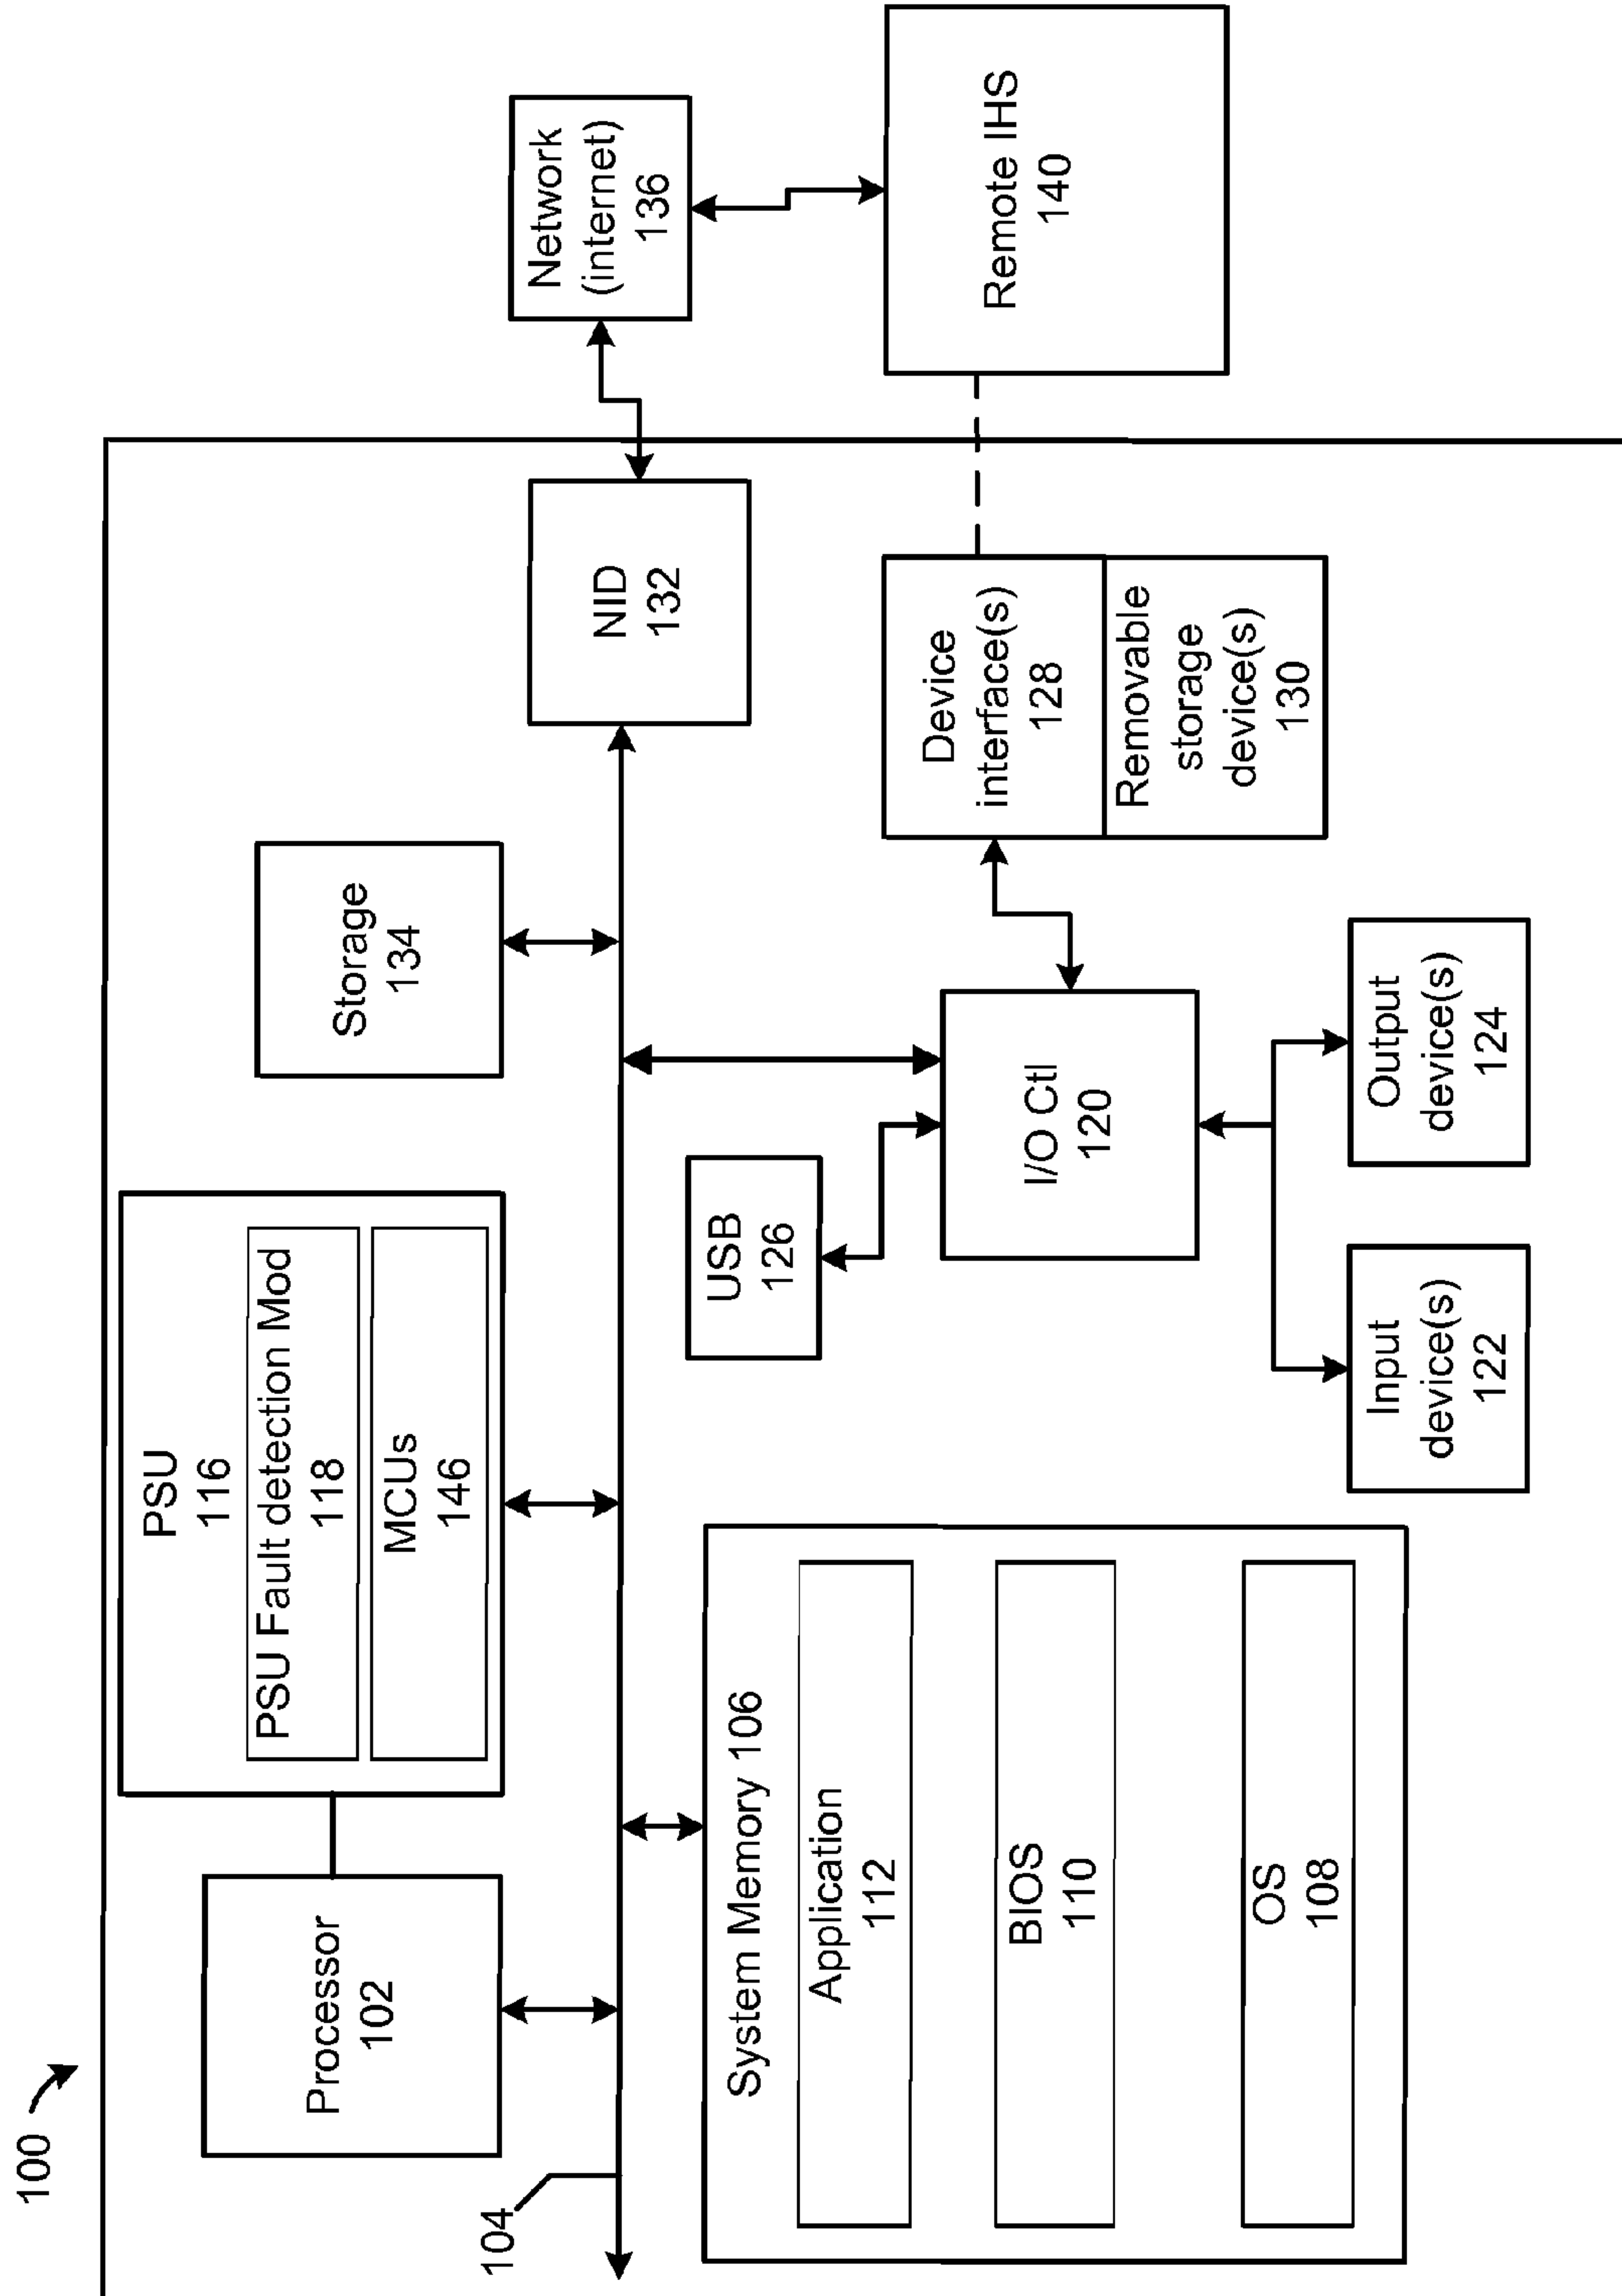 100
104
Processor
102
PSU
116
PSU Fault detection Mod
118
MCUs
146
Storage
134
NID
132
Network
(internet)
136
Remote IHS
140
System Memory 106
Application
112
BIOS
110
OS
108
USB
126
I/O Ctl
120
Device
interface(s)
128
Removable
storage
device(s)
130
Input
device(s)
122
Output
device(s)
124